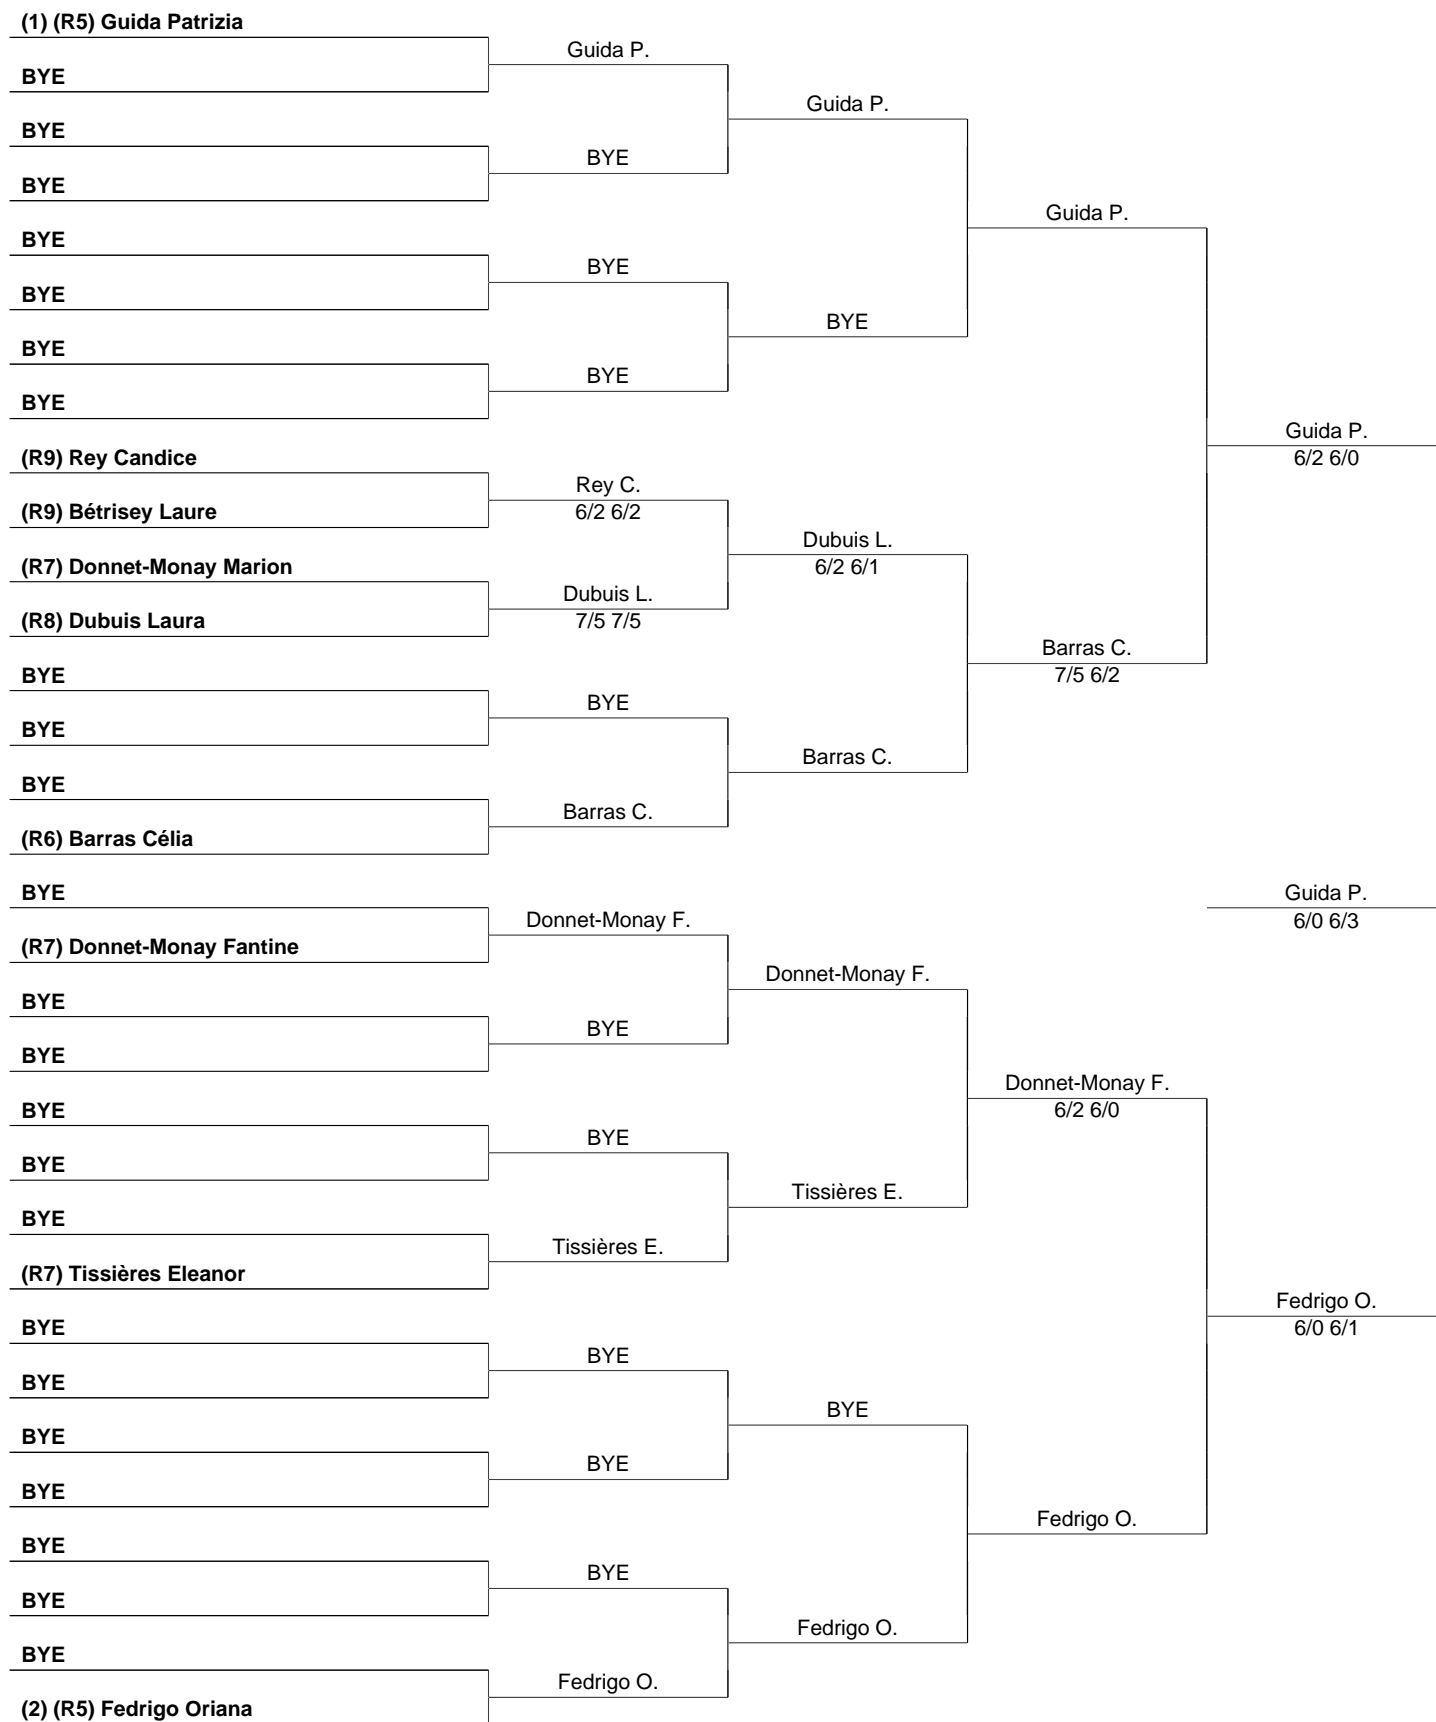 (1) (R5) Guida Patrizia
BYE
BYE
BYE
BYE
BYE
BYE
BYE
(R9) Rey Candice
(R9) Bétrisey Laure
(R7) Donnet-Monay Marion
(R8) Dubuis Laura
BYE
BYE
BYE
(R6) Barras Célia
BYE
(R7) Donnet-Monay Fantine
BYE
BYE
BYE
BYE
BYE
(R7) Tissières Eleanor
BYE
BYE
BYE
BYE
BYE
BYE
BYE
(2) (R5) Fedrigo Oriana
Guida P.
BYE
BYE
BYE
Rey C.
6/2 6/2
Dubuis L.
7/5 7/5
BYE
Barras C.
Donnet-Monay F.
BYE
BYE
Tissières E.
BYE
BYE
BYE
Fedrigo O.
Guida P.
BYE
Dubuis L.
6/2 6/1
Barras C.
Donnet-Monay F.
Tissières E.
BYE
Fedrigo O.
Guida P.
Barras C.
7/5 6/2
Donnet-Monay F.
6/2 6/0
Fedrigo O.
Guida P.
6/2 6/0
Guida P.
6/0 6/3
Fedrigo O.
6/0 6/1